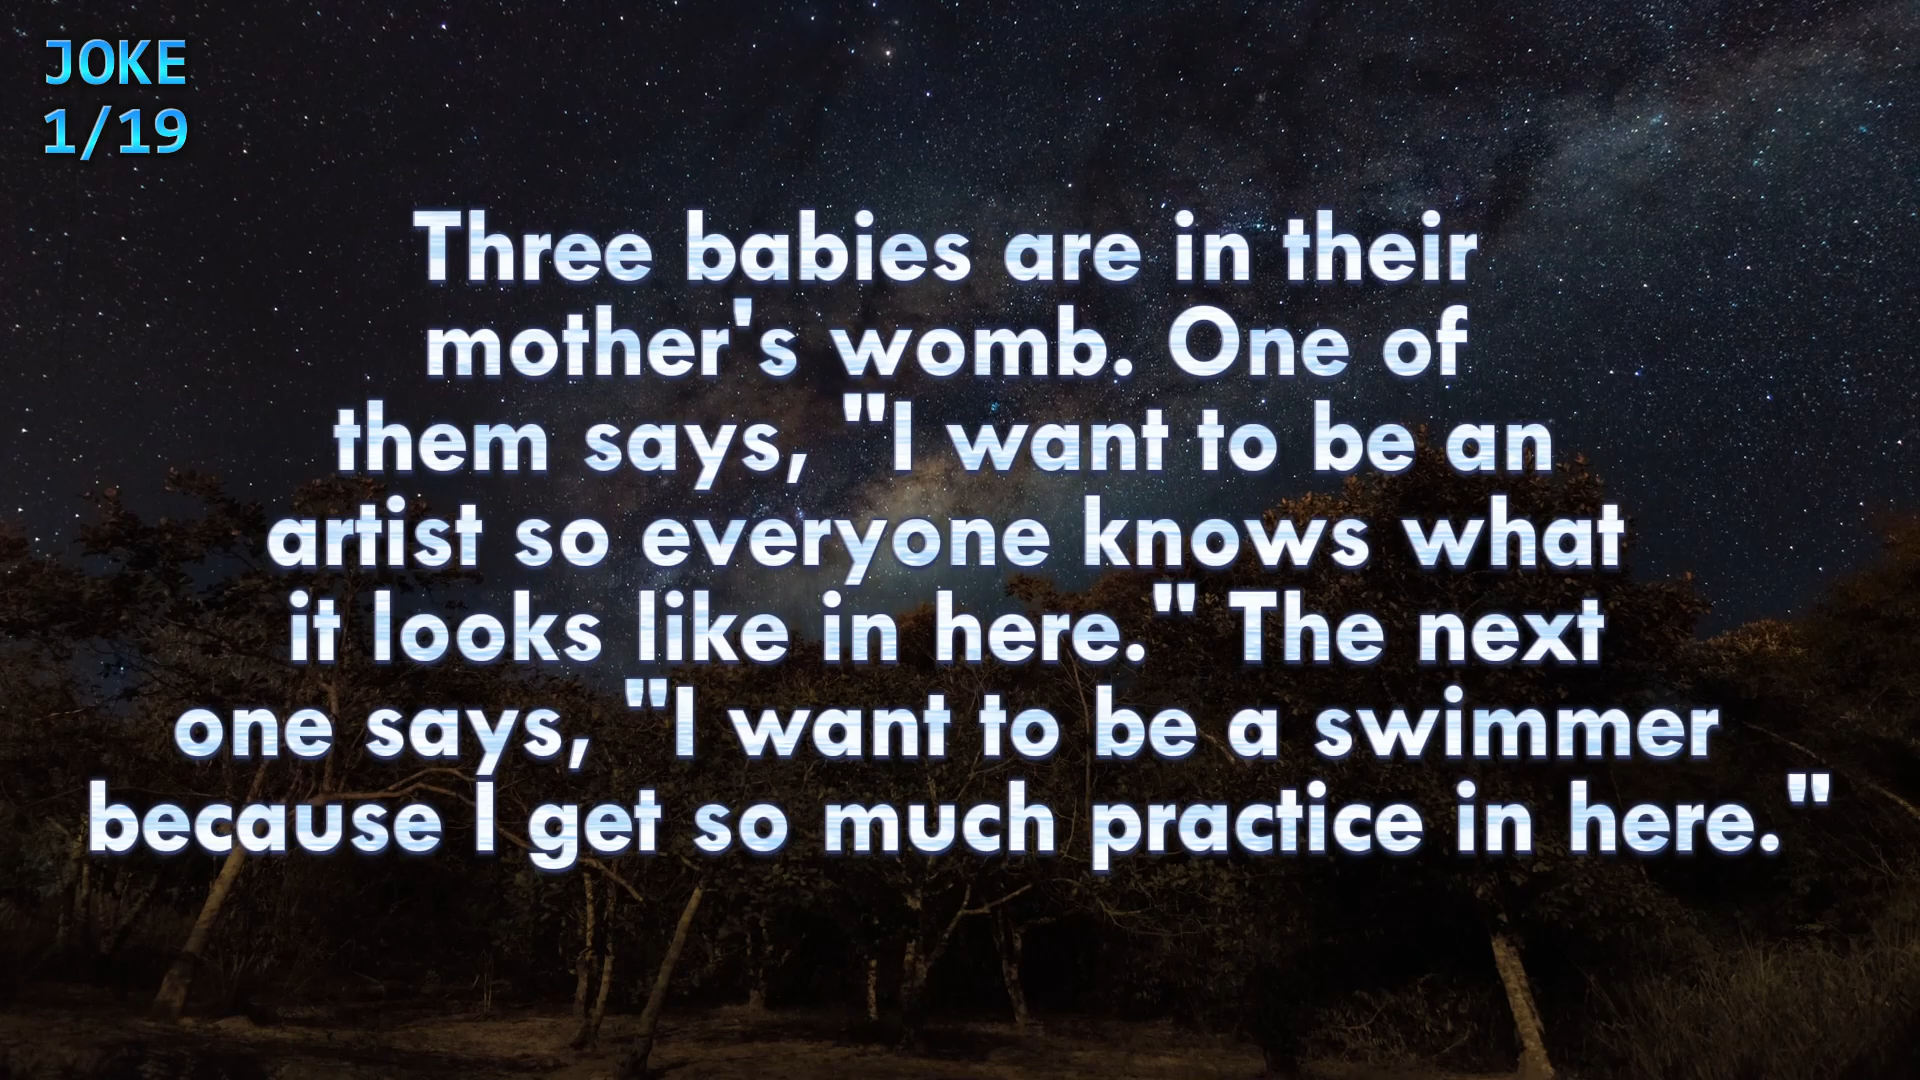 JOKE
1/19
Three babies are in their
mother's womb. One of
them says, "I want to be an
artist so everyone knows what
it looks like in here." The next
one says, "I want to be a swimmer
because I get so much practice in here."